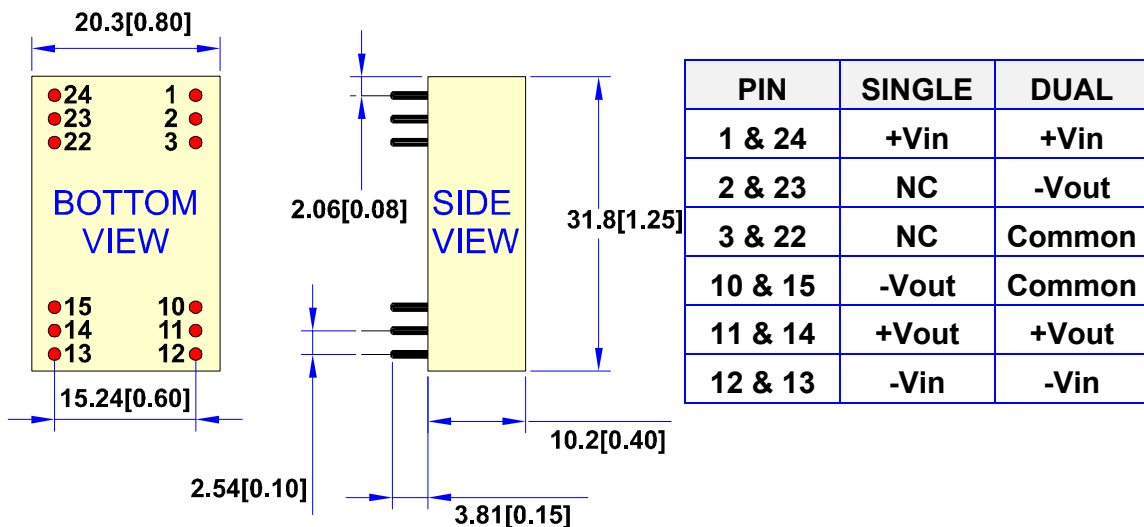 20.3[0.80]
24 1
23 2
22 3
BOTTOM
VIEW
15 10
14 11
13 12
15.24[0.60]
2.06[0.08]
SIDE
VIEW
31.8[1.25]
10.2[0.40]
2.54[0.10]
3.81[0.15]
PIN SINGLE DUAL
1 & 24 +Vin +Vin
2 & 23 NC -Vout
3 & 22 NC Common
10 & 15 -Vout Common
11 & 14 +Vout +Vout
12 & 13 -Vin -Vin